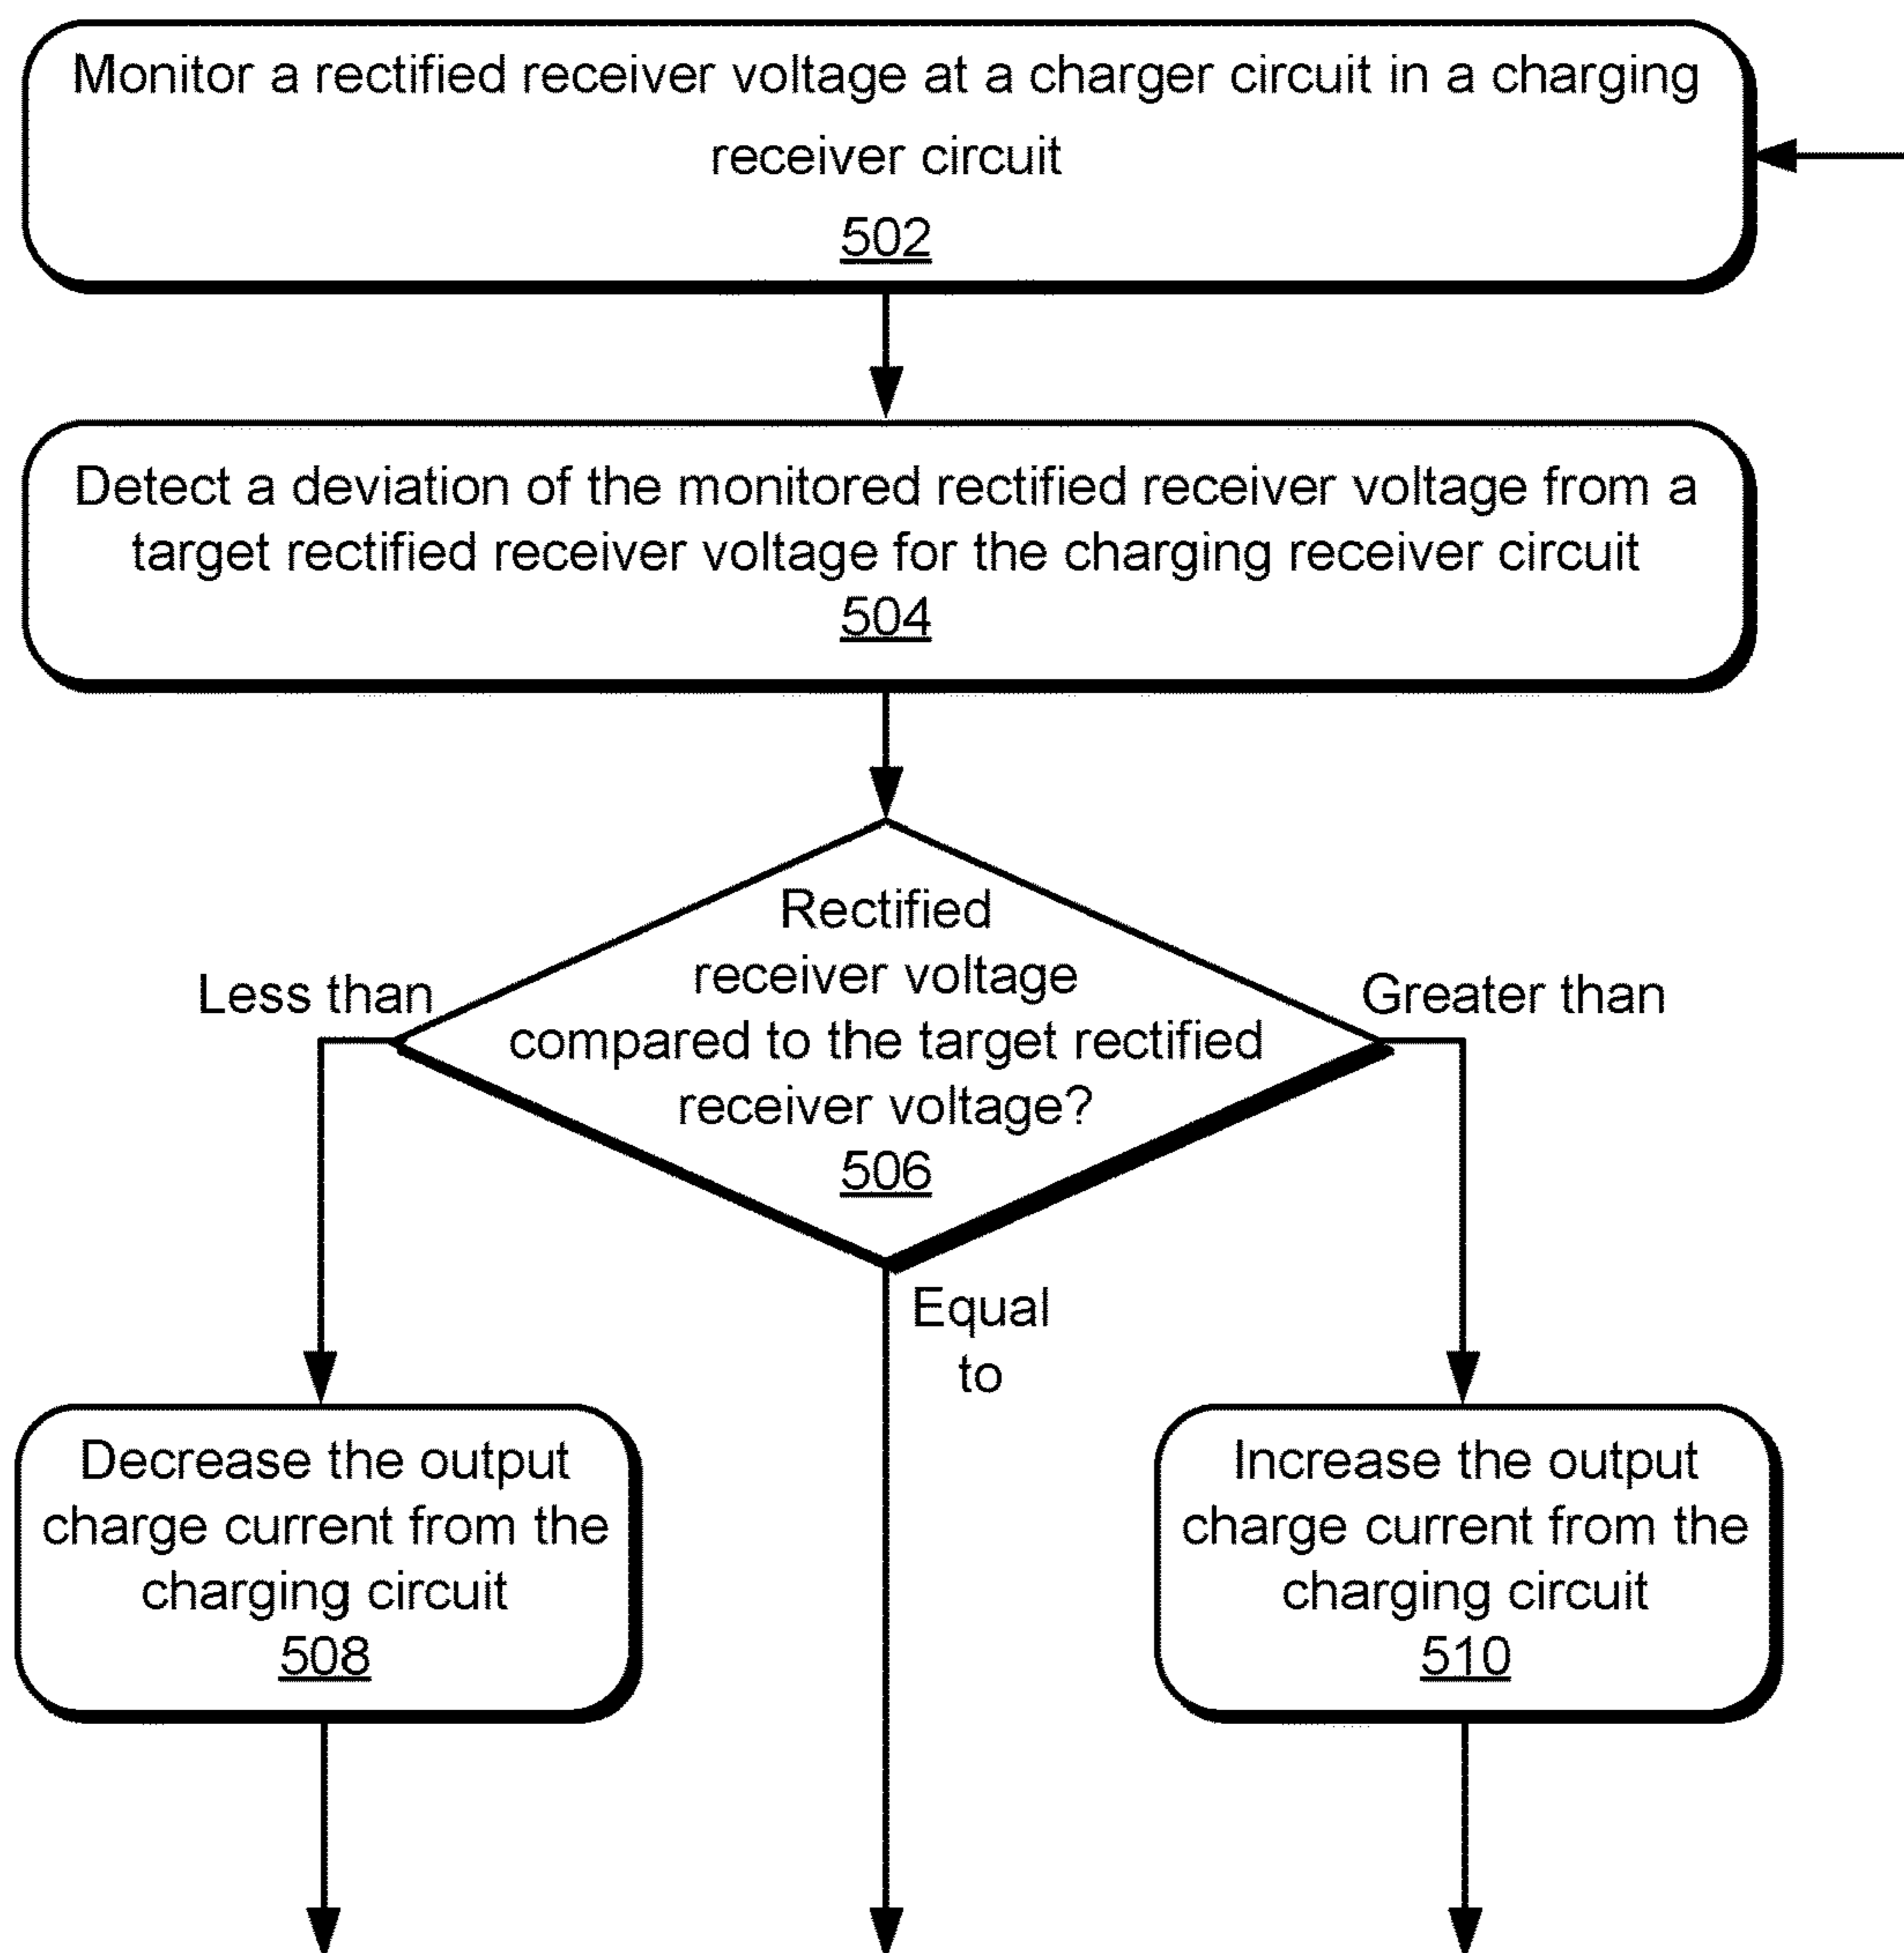 Monitor a rectified receiver voltage at a charger circuit in a charging
receiver circuit
502
Detect a deviation of the monitored rectified receiver voltage from a
target rectified receiver voltage for the charging receiver circuit
504
Rectified
receiver voltage
compared to the target rectified
receiver voltage?
506
Less than
Greater than
Equal
to
Decrease the output
charge current from the
charging circuit
508
Increase the output
charge current from the
charging circuit
510